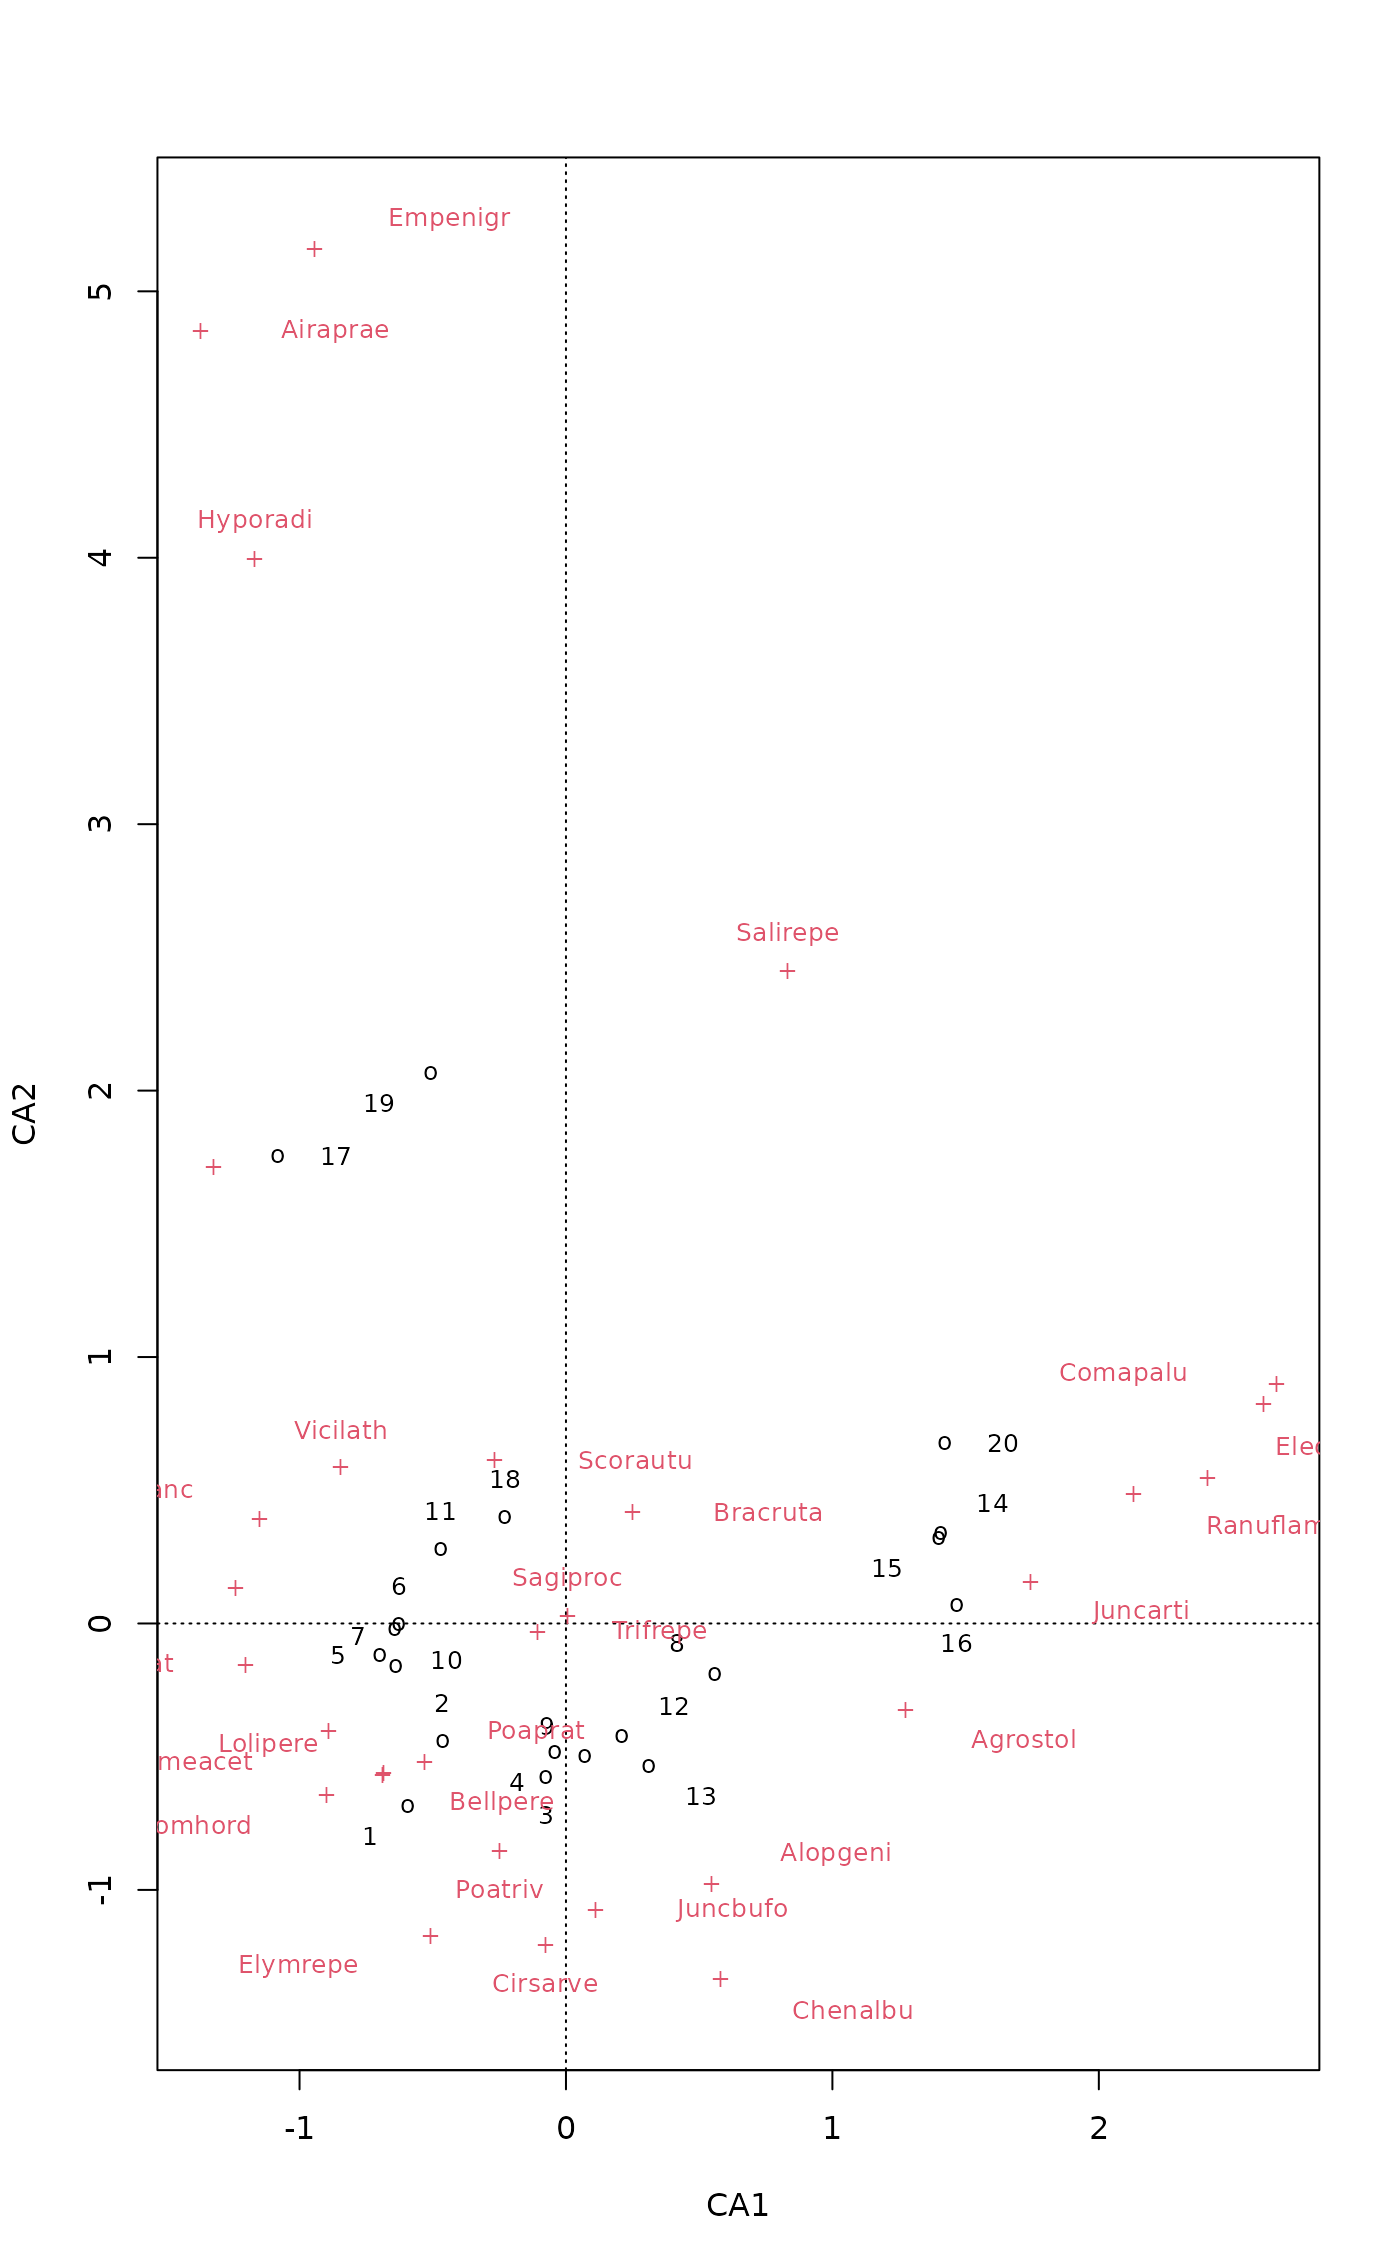 Empenigr
5
Airaprae
Hyporadi
4
3
Salirepe
2
19
17
CA2
1
Comapalu
Vicilath
20
Scorautu
18
anc
14
11
Bracruta
Ranuflam
15
Sagiproc
6
Juncarti
0
Trifrepe
7
8
16
5
10
at
2
12
9
Poaprat
Agrostol
Lolipere
meacet
4
13
Bellpere
3
omhord
1
Alopgeni
-1
Poatriv
Juncbufo
Elymrepe
Cirsarve
Chenalbu
-1 0 1 2
CA1